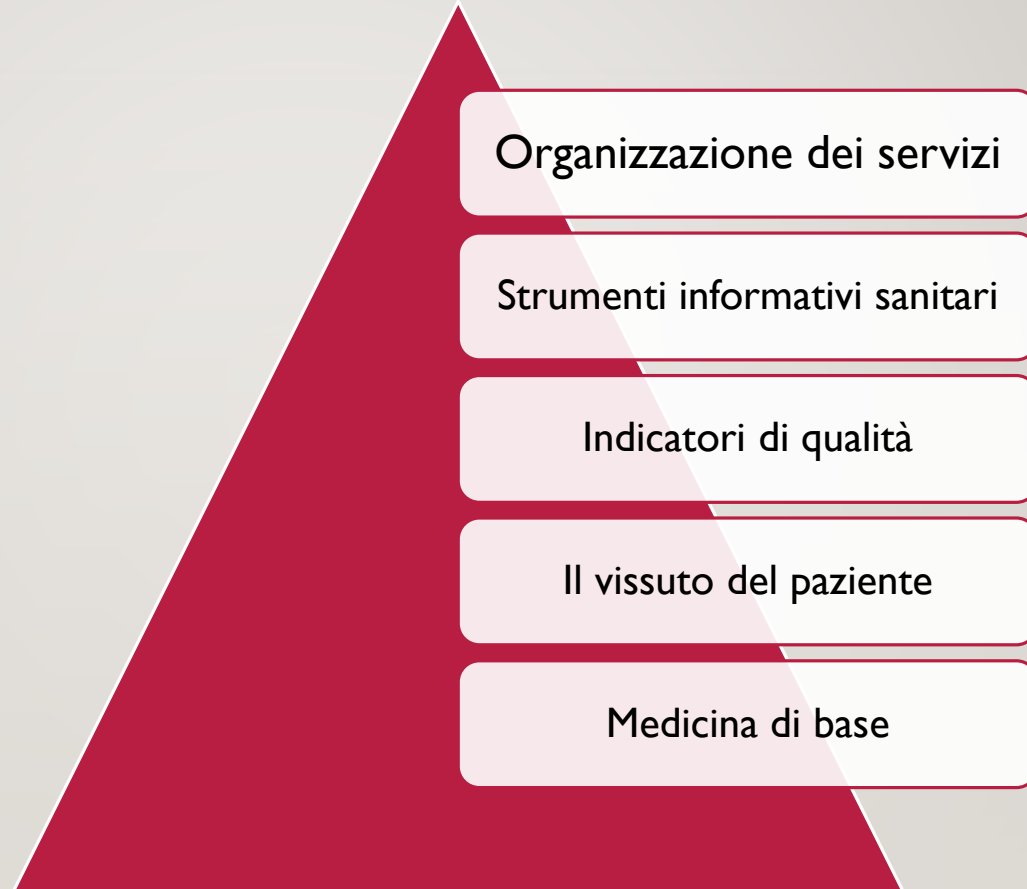 Organizzazione dei servizi
Strumenti informativi sanitari
Indicatori di qualità
Il vissuto del paziente
Medicina di base